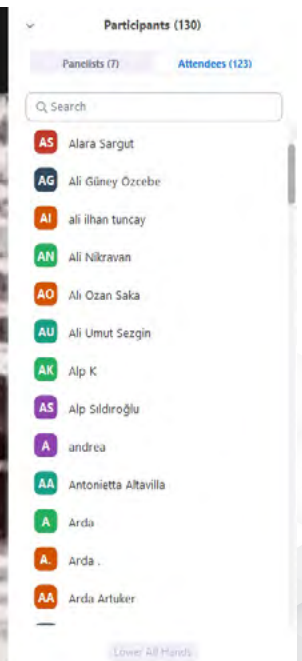 Participants (130)
Panelists (7) Attendees (123)
Search
AS Alara Sargut
AG Ali Güney Özcebe
AI ali ilhan tuncay
AN Ali Nikravan
AO Ali Ozan Saka
AU Ali Umut Sezgin
AK Alp K
AS Alp Sıldıroğlu
A andrea
AA Antonietta Altavilla
A Arda
A. Arda .
AA Arda Artuker
Lower All Hands